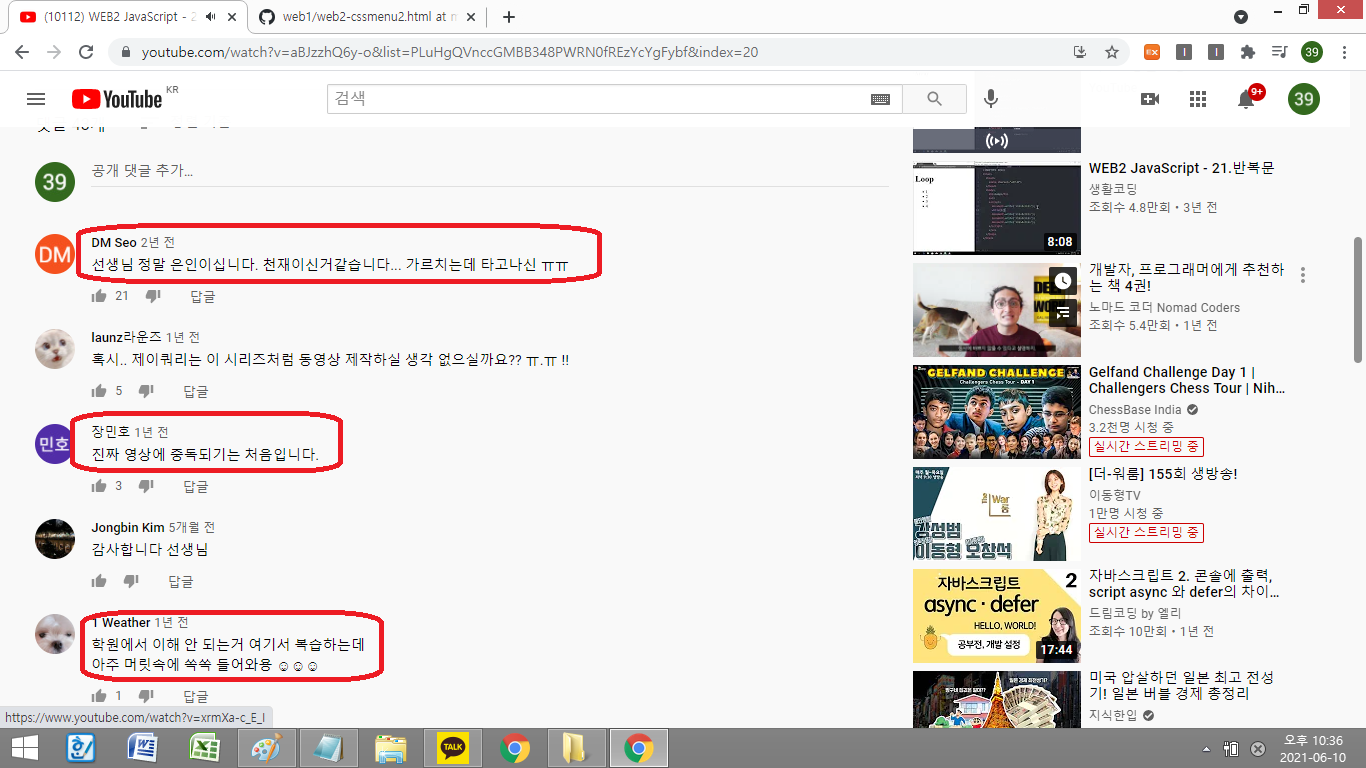 (10112) WEB2 JavaScript - 2
web1/web2-cssmenu2.html at m
youtube.com/watch?v=aBJzzhQ6y-o&list=PLuHgQVnccGMBB348PWRN0fREzYcYgFybf&index=20
39
YouTube KR
검색
9+
39
39
공개 댓글 추가...
DM
DM Seo 2년 전
선생님 정말 은인이십니다. 천재이신거같습니다... 가르치는데 타고나신 ㅠㅠ
21 답글
launz라운즈 1년 전
혹시.. 제이쿼리는 이 시리즈처럼 동영상 제작하실 생각 없으실까요?? ㅠ.ㅠ !!
5 답글
민호
장민호 1년 전
진짜 영상에 중독되기는 처음입니다.
3 답글
Jongbin Kim 5개월 전
감사합니다 선생님
답글
1 Weather 1년 전
학원에서 이해 안 되는거 여기서 복습하는데
아주 머릿속에 쏙쏙 들어와용 ☺☺☺
1 답글
Loop
8:08
WEB2 JavaScript - 21.반복문
생활코딩
조회수 4.8만회 • 3년 전
개발자, 프로그래머에게 추천하
는 책 4권!
노마드 코더 Nomad Coders
조회수 5.4만회 • 1년 전
GELFAND CHALLENGE
Challengers Chess Tour - DAY 1
Gelfand Challenge Day 1 |
Challengers Chess Tour | Nih...
ChessBase India
3.2천명 시청 중
실시간 스트리밍 중
The War 룸
강성범
이동형 오창석
[더-워룸] 155회 생방송!
이동형TV
1만명 시청 중
실시간 스트리밍 중
자바스크립트 2
async · defer
HELLO, WORLD!
공부전, 개발 설정
17:44
자바스크립트 2. 콘솔에 출력,
script async 와 defer의 차이...
드림코딩 by 엘리
조회수 10만회 • 1년 전
미국 압살하던 일본 최고 전성
기! 일본 버블 경제 총정리
지식한입
https://www.youtube.com/watch?v=xrmXa-c_E_I
TALK
오후 10:36
2021-06-10